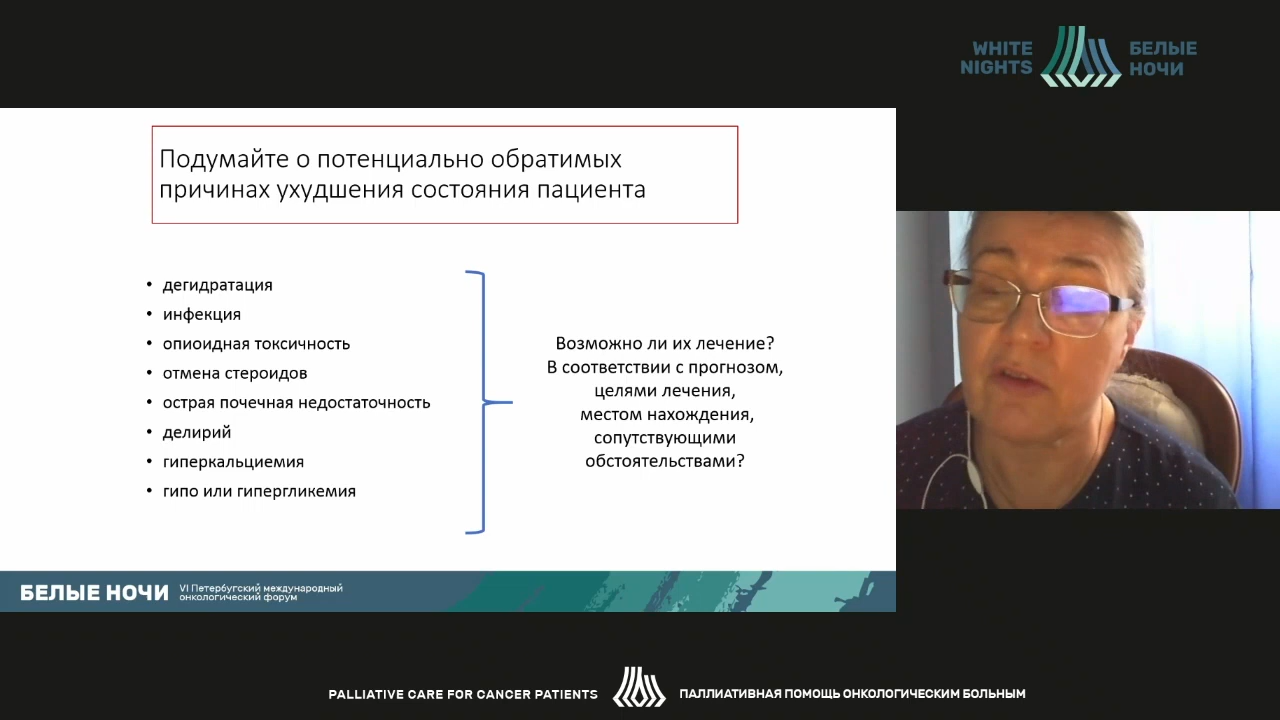 WHITE
NIGHTS
БЕЛЫЕ
НОЧИ
Подумайте о потенциально обратимых
причинах ухудшения состояния пациента
• дегидратация
• инфекция
• опиоидная токсичность
• отмена стероидов
• острая почечная недостаточность
• делирий
• гиперкальциемия
• гипо или гипергликемия
Возможно ли их лечение?
В соответствии с прогнозом,
целями лечения,
местом нахождения,
сопутствующими
обстоятельствами?
БЕЛЫЕ НОЧИ
VI Петербугский международный
онкологический форум
PALLIATIVE CARE FOR CANCER PATIENTS
ПАЛЛИАТИВНАЯ ПОМОЩЬ ОНКОЛОГИЧЕСКИМ БОЛЬНЫМ